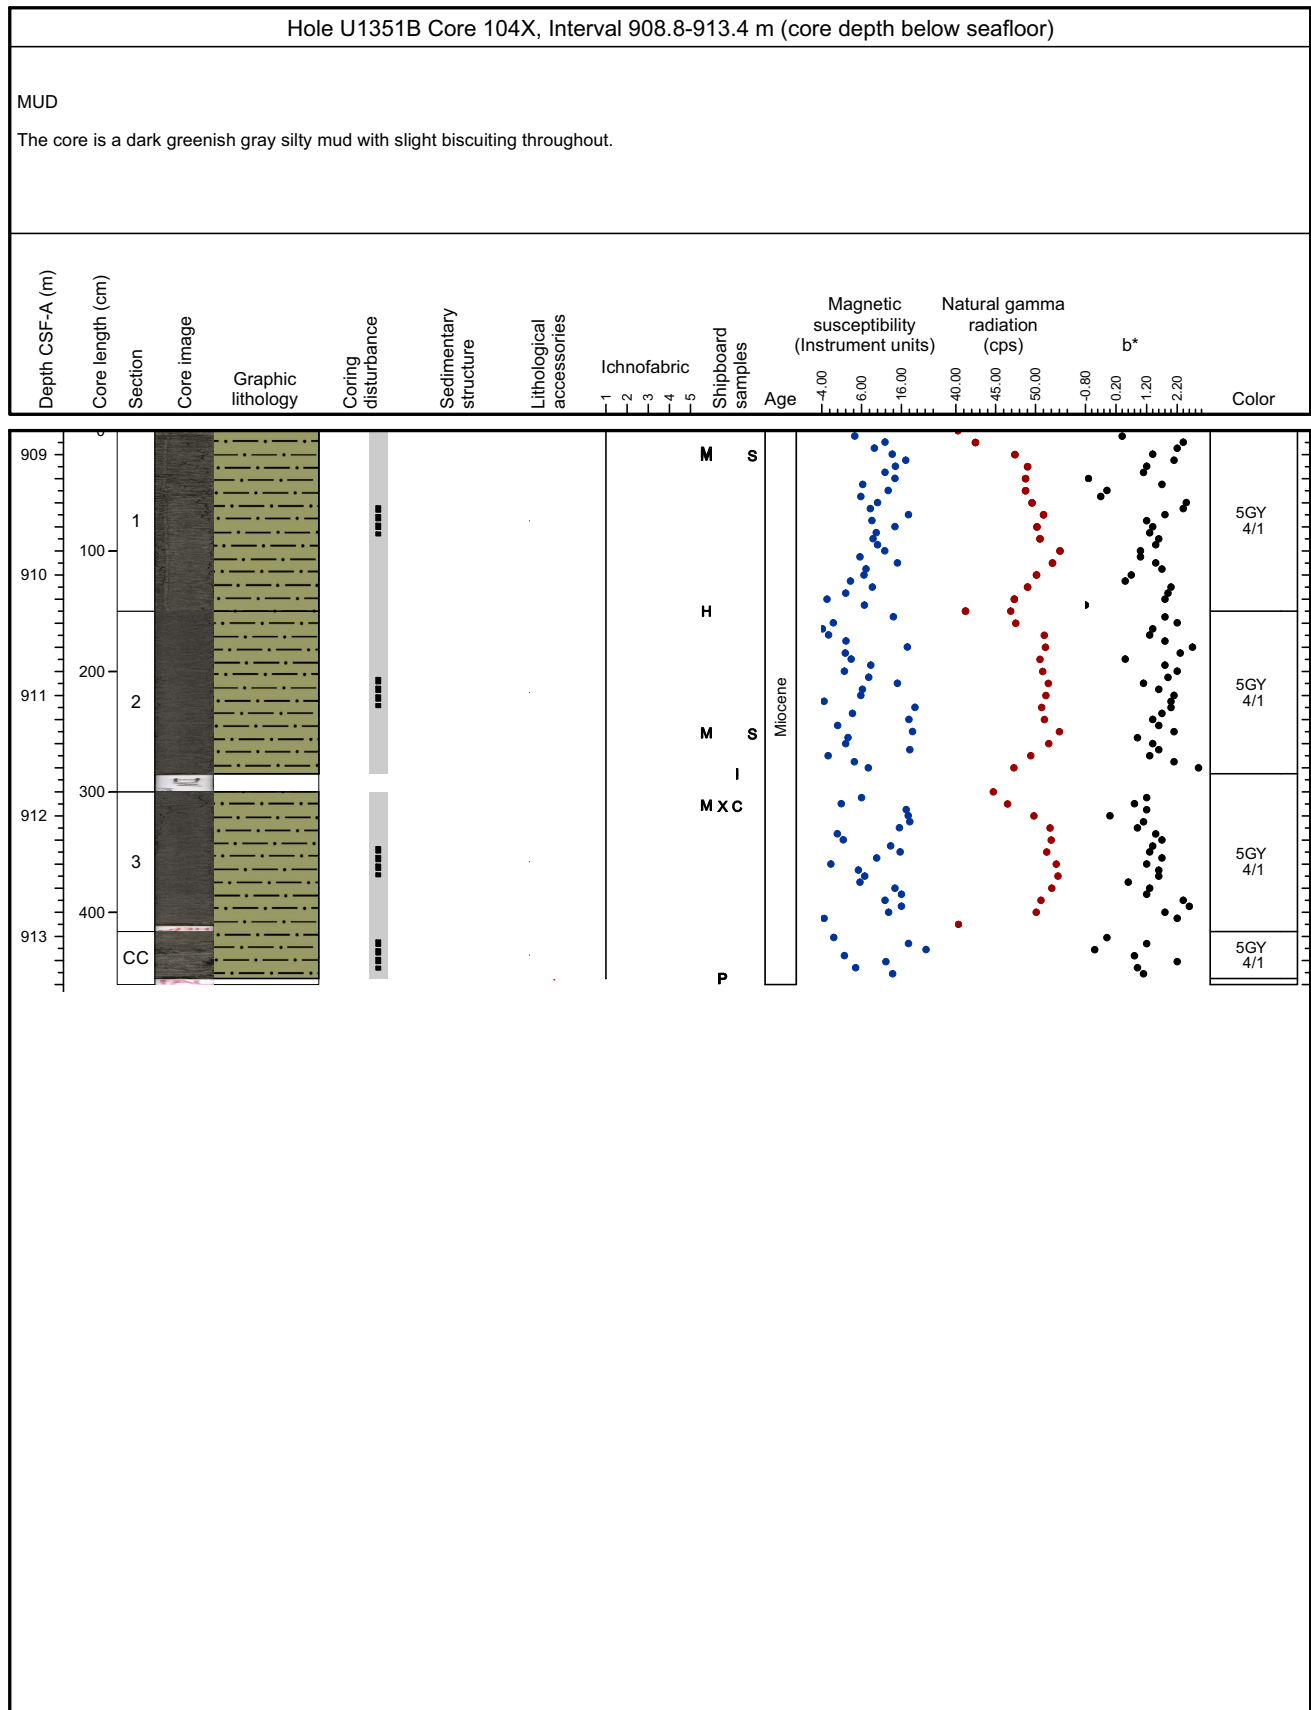 Hole U1351B Core 104X, Interval 908.8-913.4 m (core depth below seafloor)
MUD
The core is a dark greenish gray silty mud with slight biscuiting throughout.
Depth CSF-A (m)
Core length (cm)
Section
Core image
Graphic
lithology
Coring
disturbance
Sedimentary
structure
Lithological
accessories
Ichnofabric
1 2 3 4 5
Shipboard
samples
Age
Magnetic
susceptibility
(Instrument units)
-4.00 6.00 16.00
Natural gamma
radiation
(cps)
40.00 45.00 50.00
b*
-0.80 0.20 1.20 2.20
Color
909
M S
1
5GY
4/1
100
910
H
200
911
2
Miocene
5GY
4/1
M S
I
300
912
M X C
3
5GY
4/1
400
913
CC
5GY
4/1
P